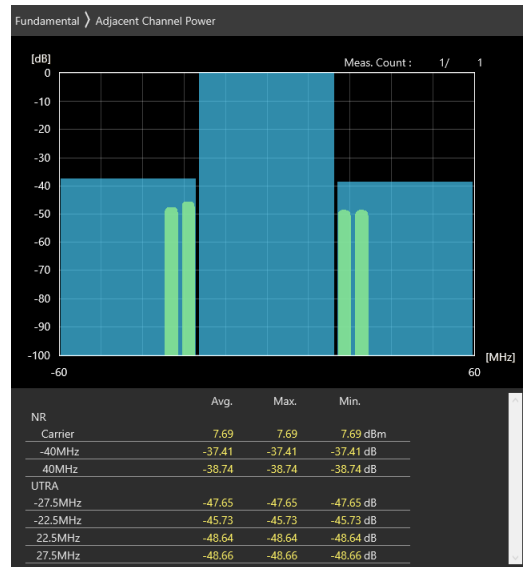 Fundamental 》 Adjacent Channel Power
[dB]
Meas. Count : 1/ 1
0
-10
-20
-30
-40
-50
-60
-70
-80
-90
-100
[MHz]
-60 60
Avg. Max. Min.
NR
Carrier 7.69 7.69 7.69 dBm
-40MHz -37.41 -37.41 -37.41 dB
40MHz -38.74 -38.74 -38.74 dB
UTRA
-27.5MHz -47.65 -47.65 -47.65 dB
-22.5MHz -45.73 -45.73 -45.73 dB
22.5MHz -48.64 -48.64 -48.64 dB
27.5MHz -48.66 -48.66 -48.66 dB